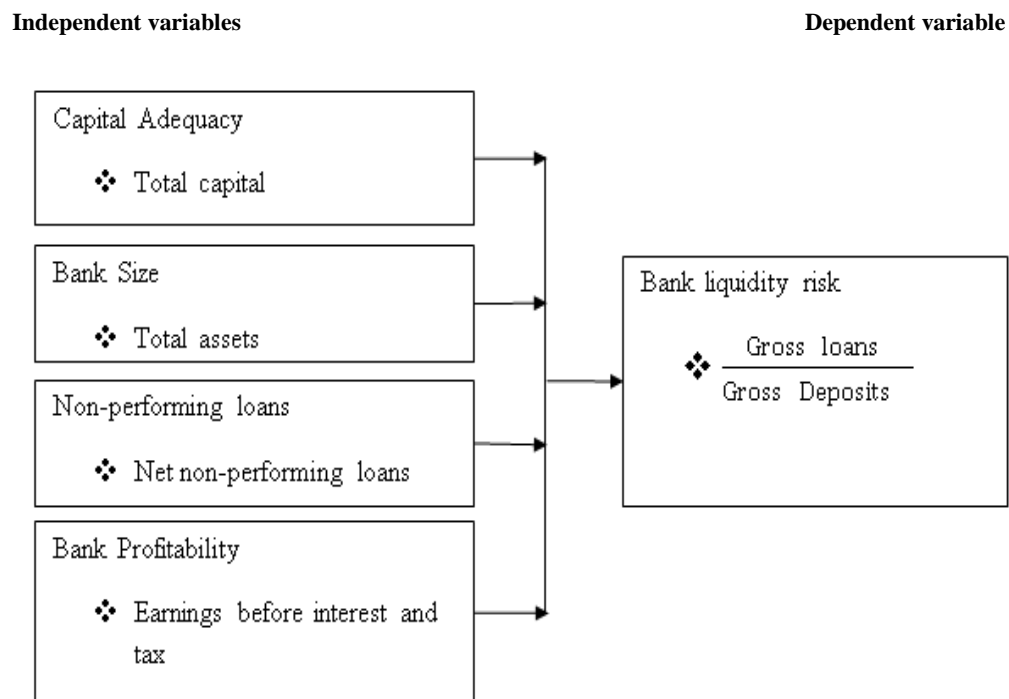 Independent variables
Dependent variable
Capital Adequacy
❖ Total capital
Bank Size
❖ Total assets
Non-performing loans
❖ Net non-performing loans
Bank Profitability
❖ Earnings before interest and
tax
Bank liquidity risk
❖ Gross loans
Gross Deposits